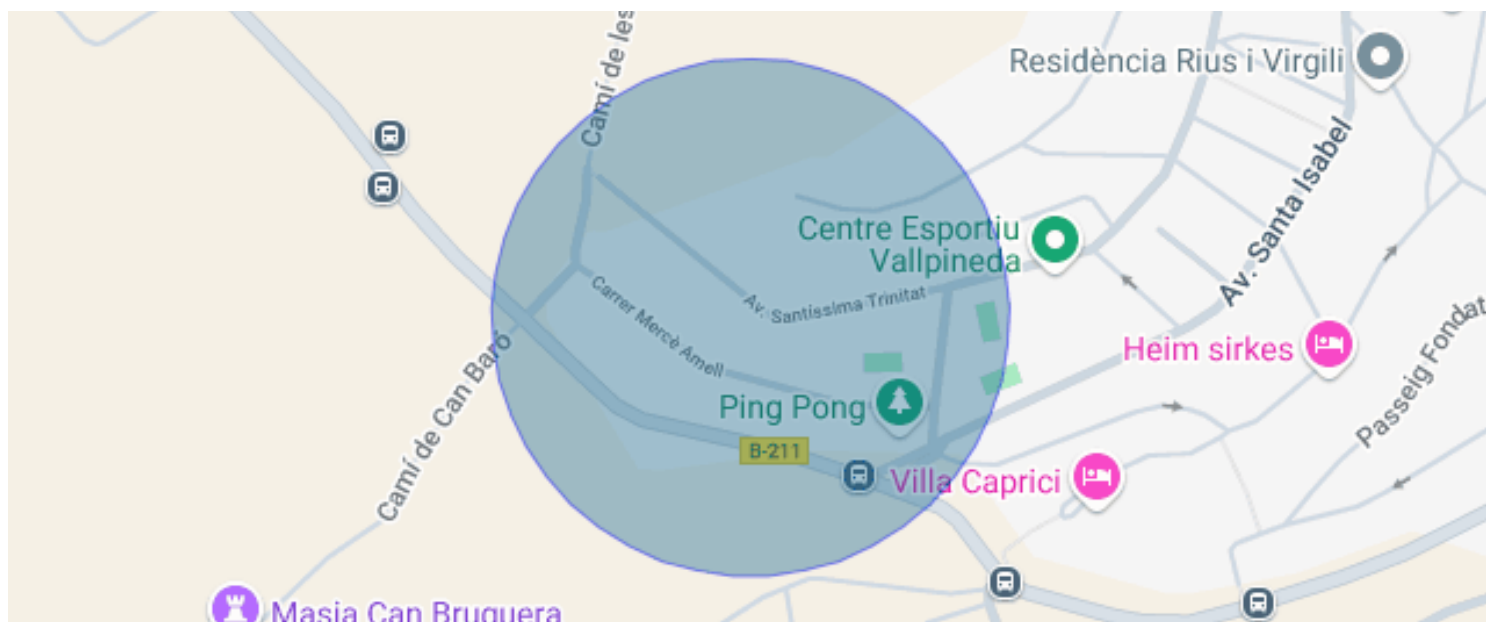 Camí de les
Residència Rius i Virgili
Av. Santa Isabel
Centre Esportiu
Vallpineda
Carrer Mercè Amell
Av. Santíssima Trinitat
Camí de Can Baró
Heim sirkes
Ping Pong
Passeig Fondat
B-211
Villa Caprici
Masia Can Bruguera